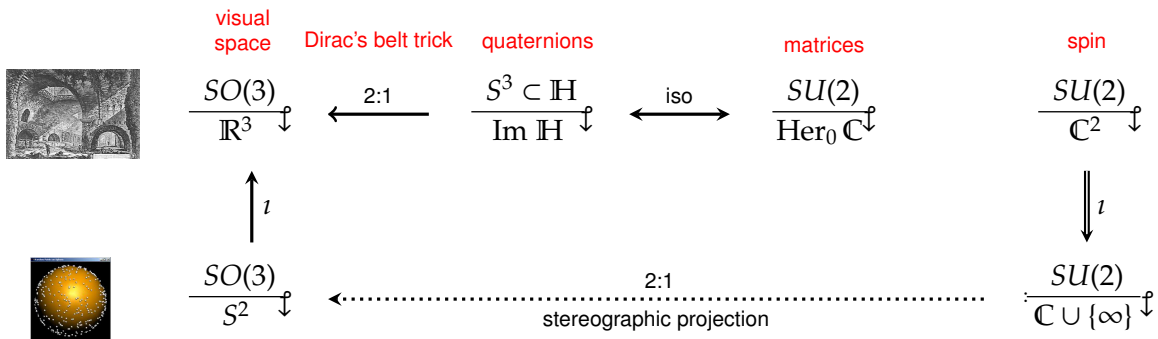 visual
space
Dirac's belt trick
quaternions
matrices
spin
SO(3)
ℝ³
2:1
S³ ⊂ ℍ
Im ℍ
iso
SU(2)
Her₀ ℂ
SU(2)
ℂ²
ı
ı
SO(3)
S²
2:1
stereographic projection
SU(2)
ℂ ∪ {∞}